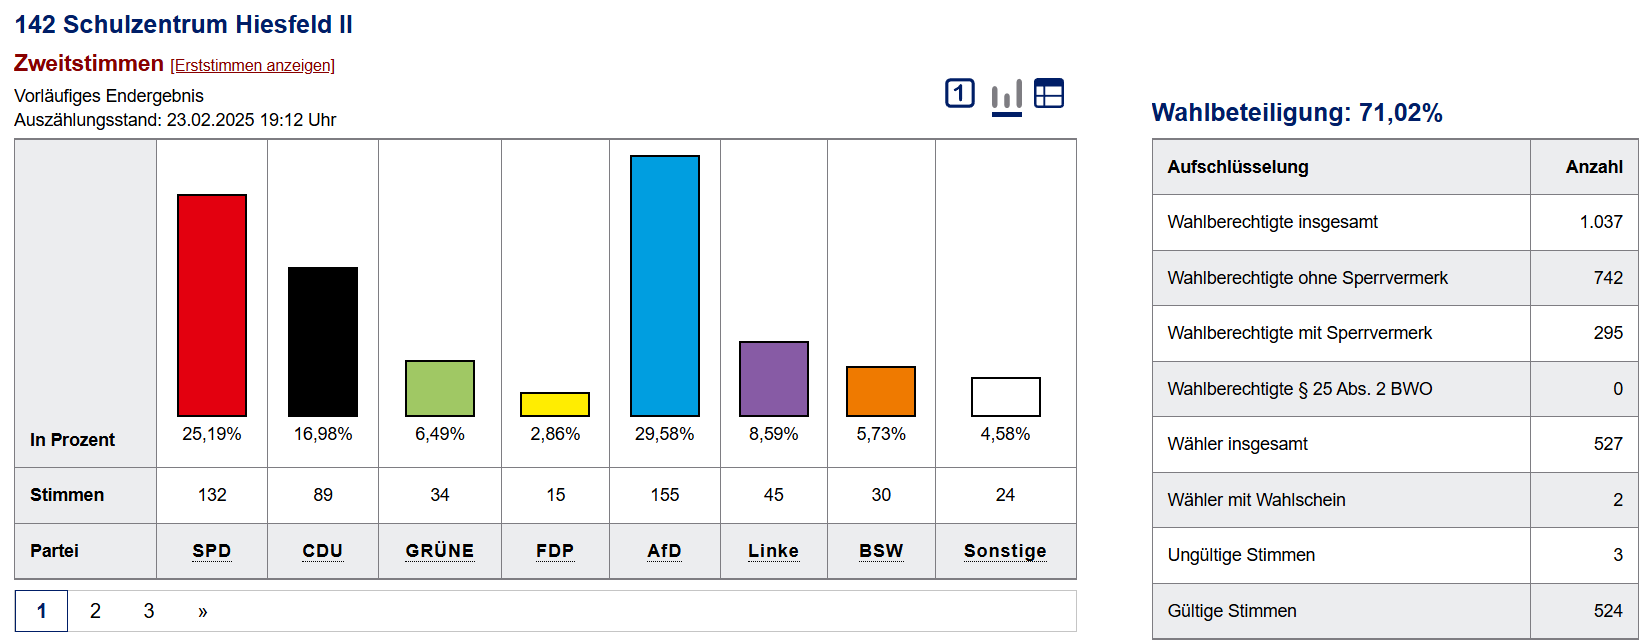 142 Schulzentrum Hiesfeld II
Zweitstimmen [Erststimmen anzeigen]
Vorläufiges Endergebnis
Auszählungsstand: 23.02.2025 19:12 Uhr
1
In Prozent 25,19% 16,98% 6,49% 2,86% 29,58% 8,59% 5,73% 4,58%
Stimmen 132 89 34 15 155 45 30 24
Partei SPD CDU GRÜNE FDP AfD Linke BSW Sonstige
1 2 3 »
Wahlbeteiligung: 71,02%
Aufschlüsselung Anzahl
Wahlberechtigte insgesamt 1.037
Wahlberechtigte ohne Sperrvermerk 742
Wahlberechtigte mit Sperrvermerk 295
Wahlberechtigte § 25 Abs. 2 BWO 0
Wähler insgesamt 527
Wähler mit Wahlschein 2
Ungültige Stimmen 3
Gültige Stimmen 524